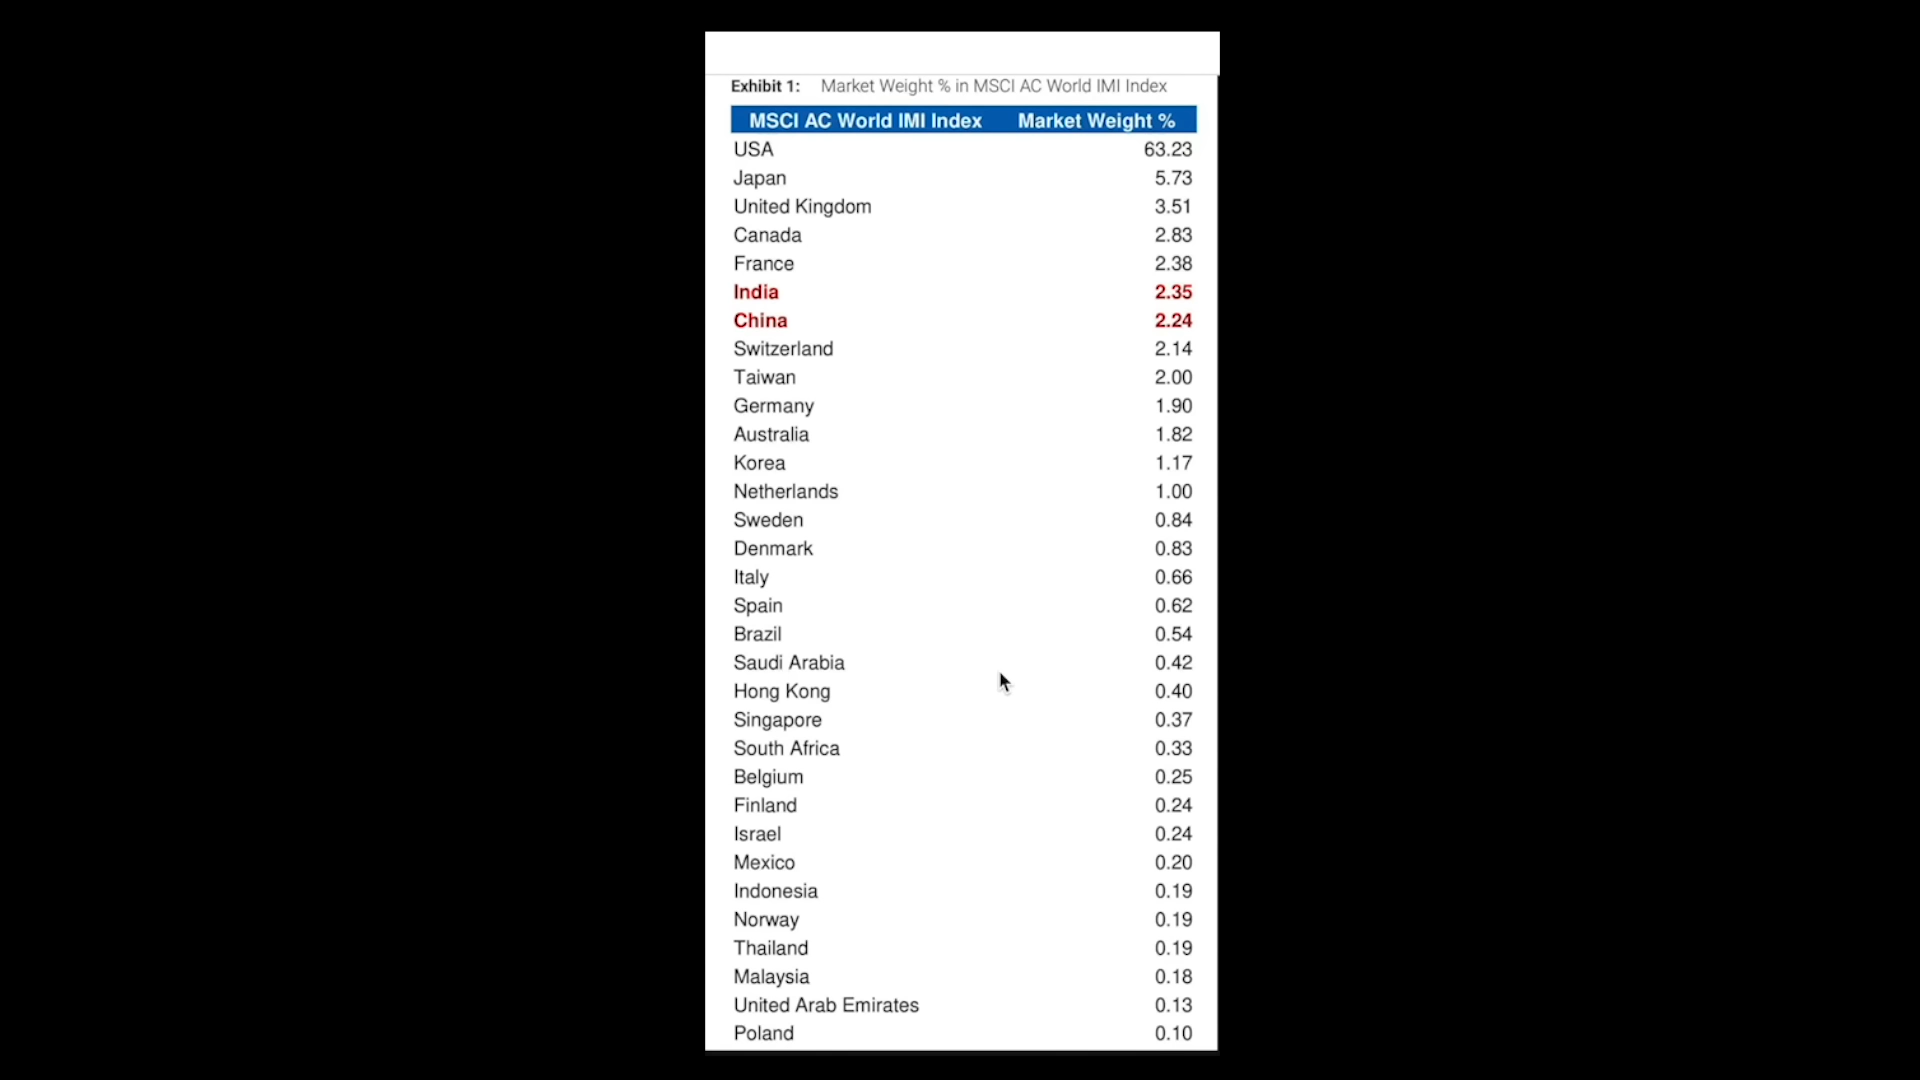 Exhibit 1: Market Weight % in MSCI AC World IMI Index
MSCI AC World IMI Index Market Weight %
USA 63.23
Japan 5.73
United Kingdom 3.51
Canada 2.83
France 2.38
India 2.35
China 2.24
Switzerland 2.14
Taiwan 2.00
Germany 1.90
Australia 1.82
Korea 1.17
Netherlands 1.00
Sweden 0.84
Denmark 0.83
Italy 0.66
Spain 0.62
Brazil 0.54
Saudi Arabia 0.42
Hong Kong 0.40
Singapore 0.37
South Africa 0.33
Belgium 0.25
Finland 0.24
Israel 0.24
Mexico 0.20
Indonesia 0.19
Norway 0.19
Thailand 0.19
Malaysia 0.18
United Arab Emirates 0.13
Poland 0.10